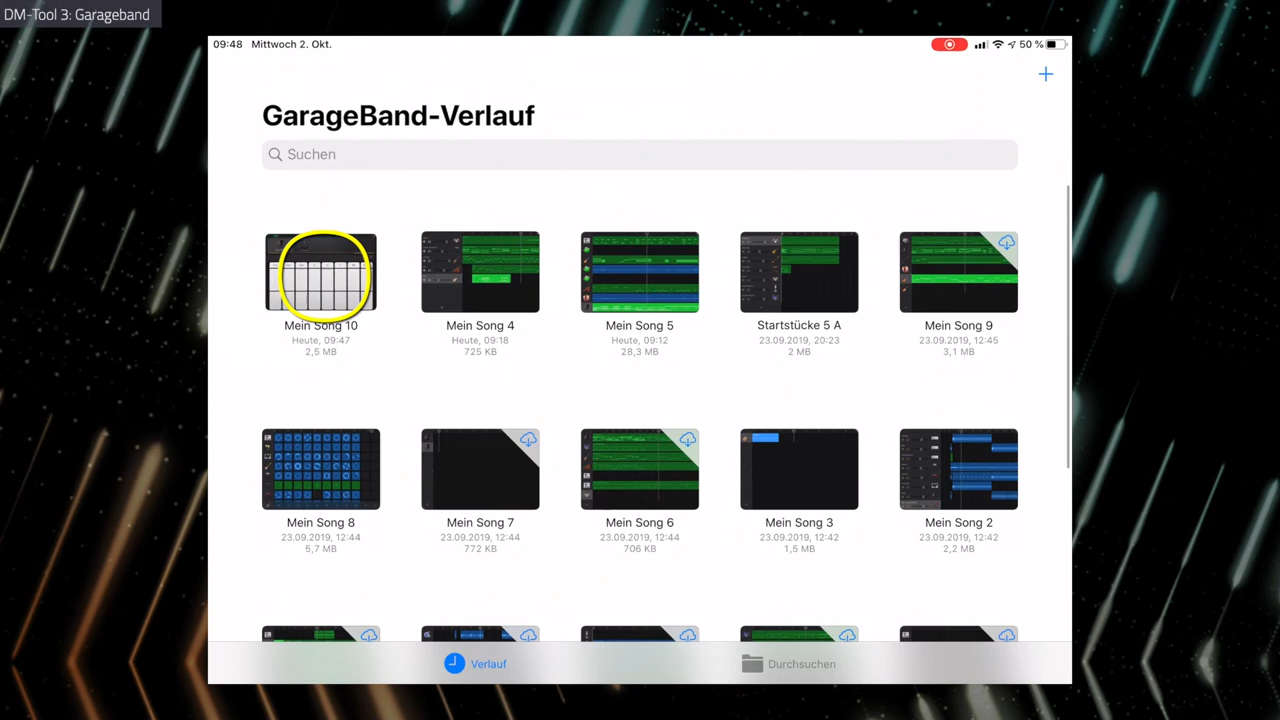 DM-Tool 3: Garageband
09:48 Mittwoch 2. Okt.
50 %
GarageBand-Verlauf
Suchen
Mein Song 10
Heute, 09:47
2,5 MB
Mein Song 4
Heute, 09:18
725 KB
Mein Song 5
Heute, 09:12
28,3 MB
Startstücke 5 A
23.09.2019, 20:23
2 MB
Mein Song 9
23.09.2019, 12:45
3,1 MB
Mein Song 8
23.09.2019, 12:44
5,7 MB
Mein Song 7
23.09.2019, 12:44
772 KB
Mein Song 6
23.09.2019, 12:44
706 KB
Mein Song 3
23.09.2019, 12:42
1,5 MB
Mein Song 2
23.09.2019, 12:42
2,2 MB
Verlauf
Durchsuchen